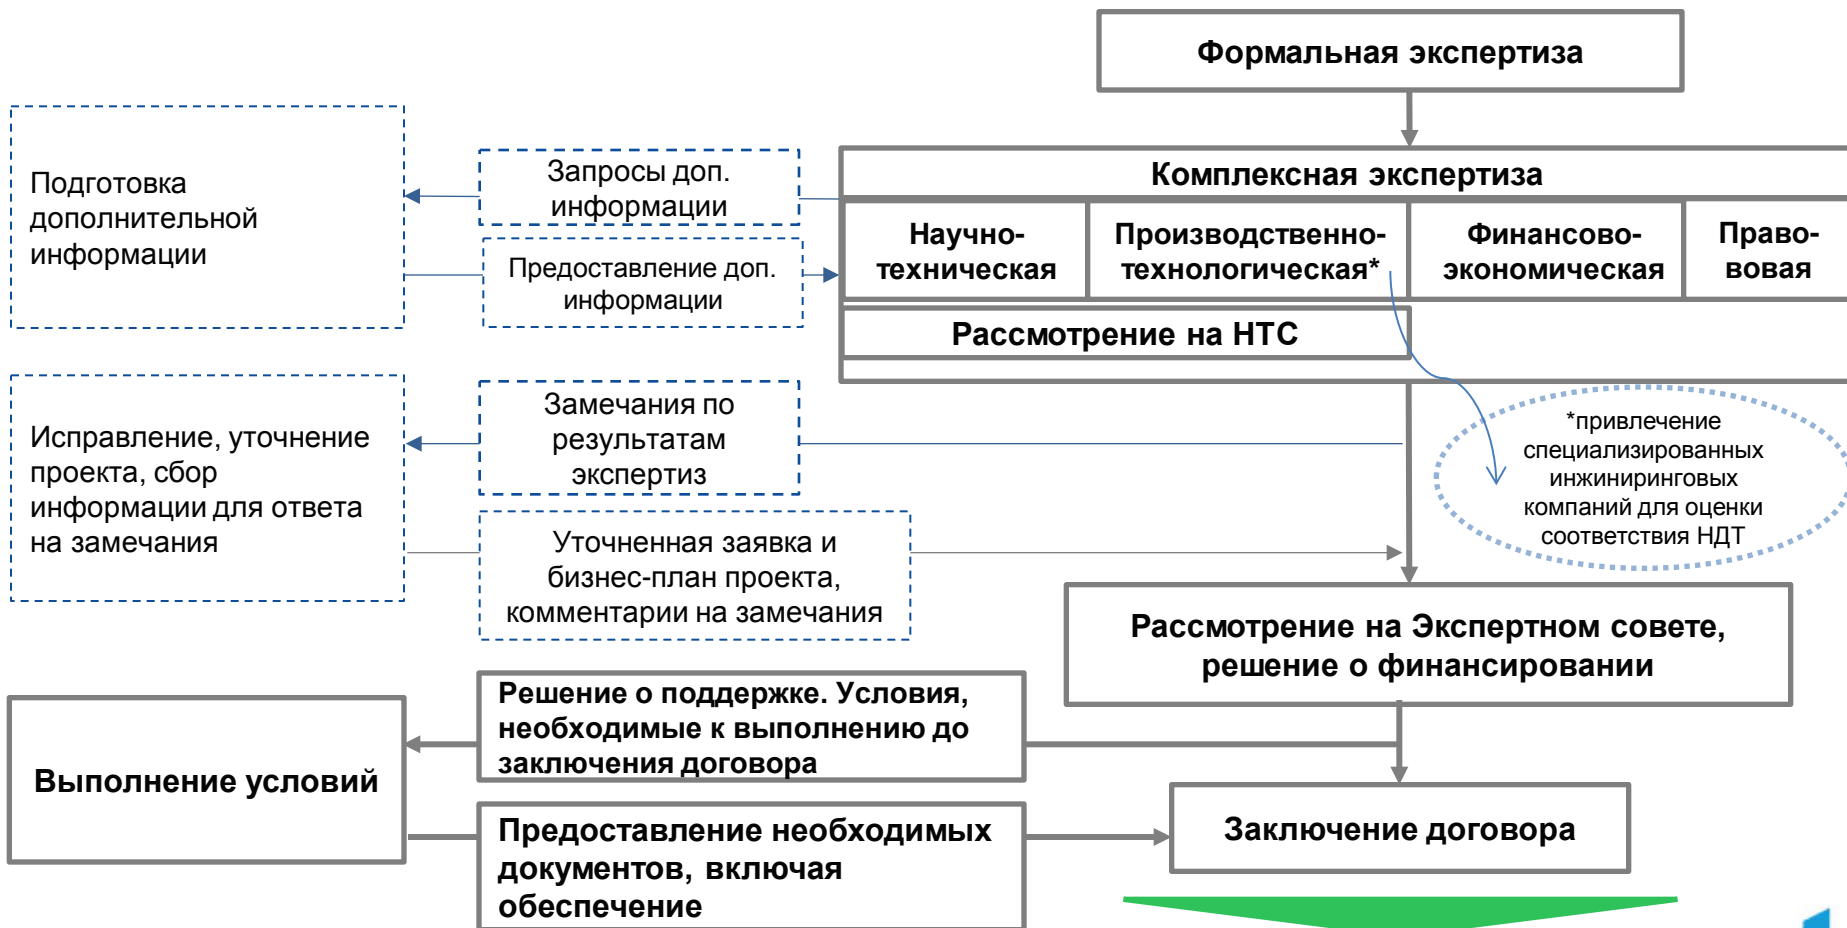 Формальная экспертиза
Комплексная экспертиза
Научно-
техническая
Производственно-
технологическая*
Финансово-
экономическая
Право-
вовая
Рассмотрение на НТС
Подготовка
дополнительной
информации
Запросы доп.
информации
Предоставление доп.
информации
Исправление, уточнение
проекта, сбор
информации для ответа
на замечания
Замечания по
результатам
экспертиз
Уточненная заявка и
бизнес-план проекта,
комментарии на замечания
*привлечение
специализированных
инжиниринговых
компаний для оценки
соответствия НДТ
Рассмотрение на Экспертном совете,
решение о финансировании
Решение о поддержке. Условия,
необходимые к выполнению до
заключения договора
Выполнение условий
Предоставление необходимых
документов, включая
обеспечение
Заключение договора